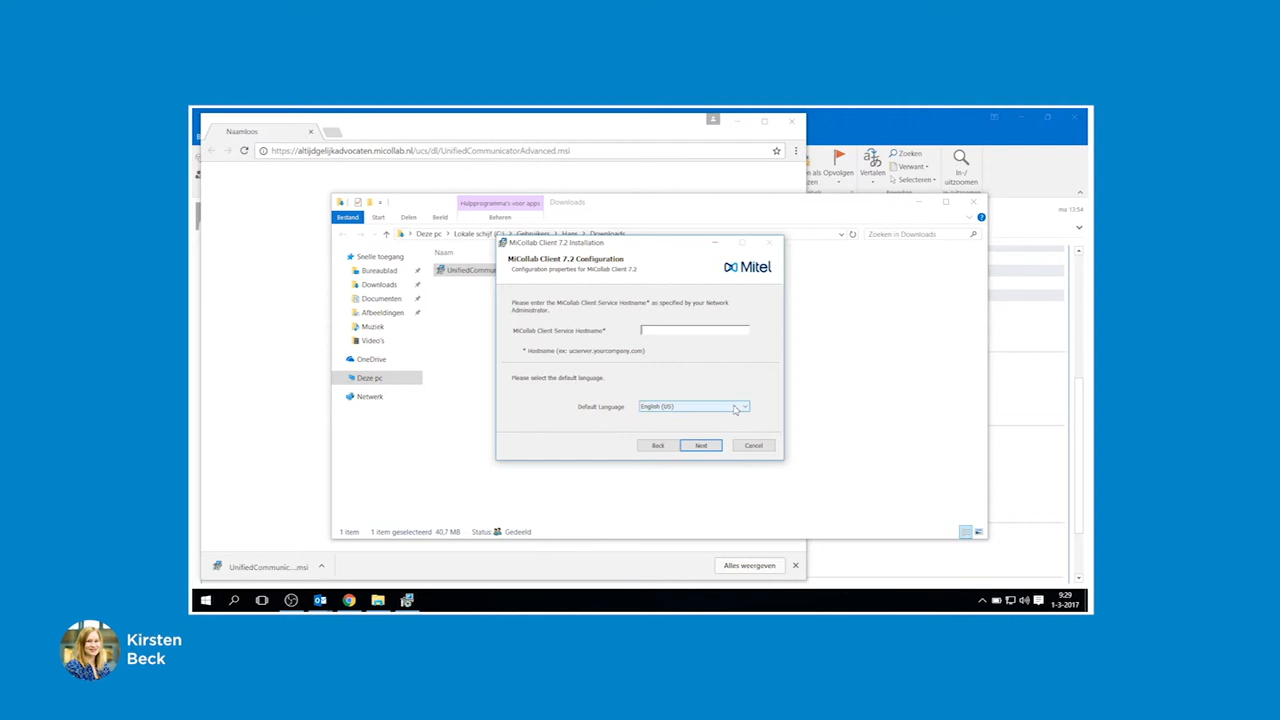 Naamloos
https://altijdgelijkadvocaten.micollab.nl/ucs/dl/UnifiedCommunicatorAdvanced.msi
Opvolgen
Vertalen
Zoeken
Verwant
Selecteren
In-/
uitzoomen
ma 13:54
Hulpprogramma's voor apps
Downloads
Bestand
Start
Delen
Beeld
Beheren
Deze pc
Lokale schijf (C:)
Gebruikers
Hans
Downloads
Zoeken in Downloads
Snelle toegang
Bureaublad
Downloads
Documenten
Afbeeldingen
Muziek
Video's
OneDrive
Deze pc
Netwerk
Naam
UnifiedCommu
MiCollab Client 7.2 Installation
MiCollab Client 7.2 Configuration
Configuration properties for MiCollab Client 7.2
Mitel
Please enter the MiCollab Client Service Hostname* as specified by your Network
Administrator.
MiCollab Client Service Hostname*
* Hostname (ex: ucserver.yourcompany.com)
Please select the default language.
Default Language
English (US)
Back
Next
Cancel
1 item
1 item geselecteerd 40,7 MB
Status:
Gedeeld
UnifiedCommunic....msi
Alles weergeven
9:29
1-3-2017
Kirsten
Beck